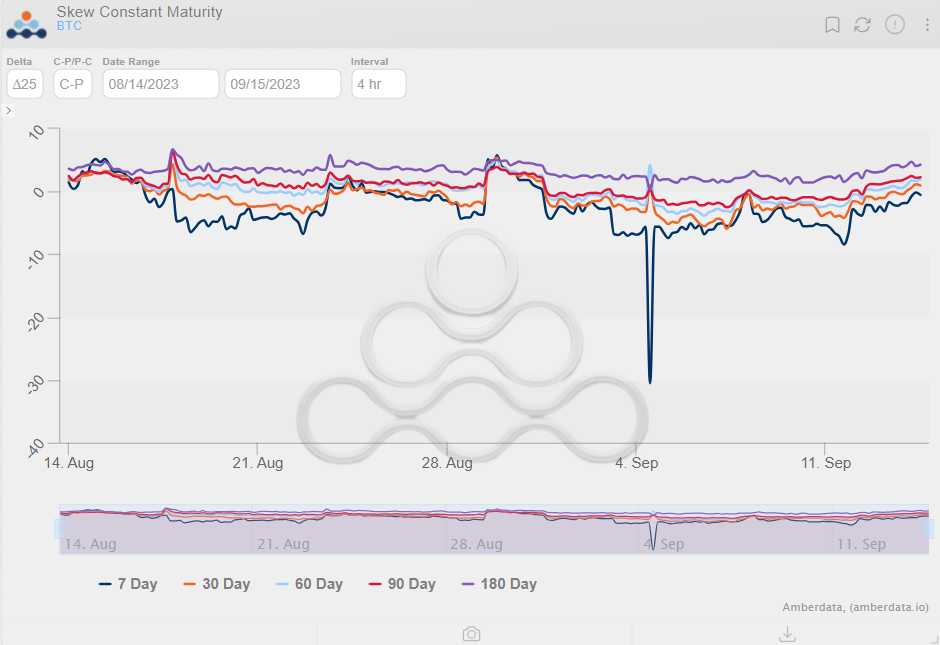 Skew Constant Maturity
BTC
Delta C-P/P-C Date Range Interval
Δ25 C-P 08/14/2023 09/15/2023 4 hr
10
0
-10
-20
-30
-40
14. Aug 21. Aug 28. Aug 4. Sep 11. Sep
14. Aug 21. Aug 28. Aug 4. Sep 11. Sep
7 Day 30 Day 60 Day 90 Day 180 Day
Amberdata, (amberdata.io)